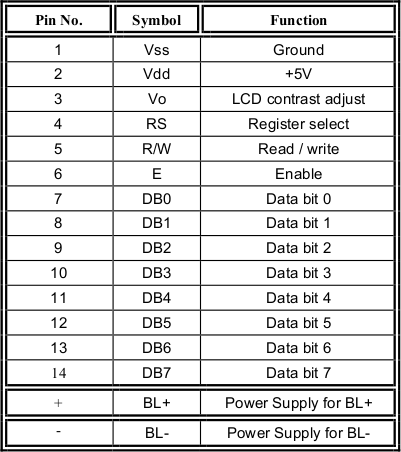 Pin No. Symbol Function
1 Vss Ground
2 Vdd +5V
3 Vo LCD contrast adjust
4 RS Register select
5 R/W Read / write
6 E Enable
7 DB0 Data bit 0
8 DB1 Data bit 1
9 DB2 Data bit 2
10 DB3 Data bit 3
11 DB4 Data bit 4
12 DB5 Data bit 5
13 DB6 Data bit 6
14 DB7 Data bit 7
+ BL+ Power Supply for BL+
- BL- Power Supply for BL-